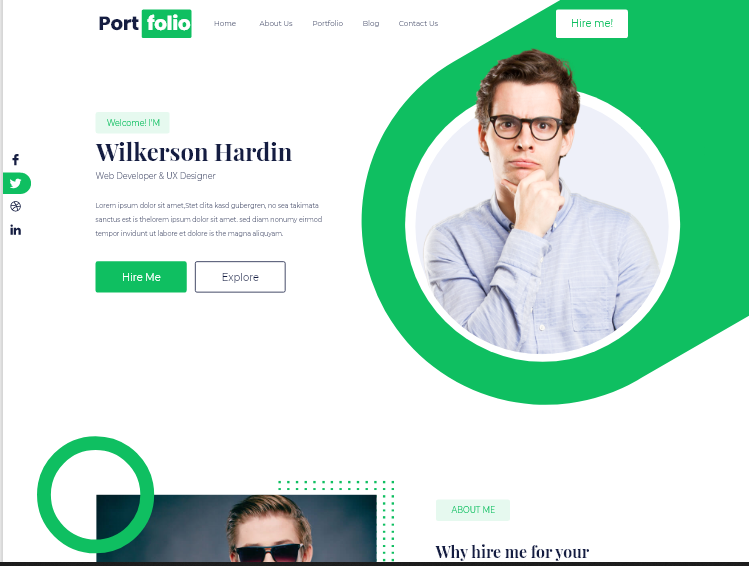 Port folio
Home About Us Portfolio Blog Contact Us
Hire me!
Welcome! I'M
Wilkerson Hardin
Web Developer & UX Designer
Lorem ipsum dolor sit amet,Stet clita kasd gubergren, no sea takimata
sanctus est is thelorem ipsum dolor sit amet. sed diam nonumy eirmod
tempor invidunt ut labore et dolore is the magna aliquyam.
Hire Me
Explore
ABOUT ME
Why hire me for your